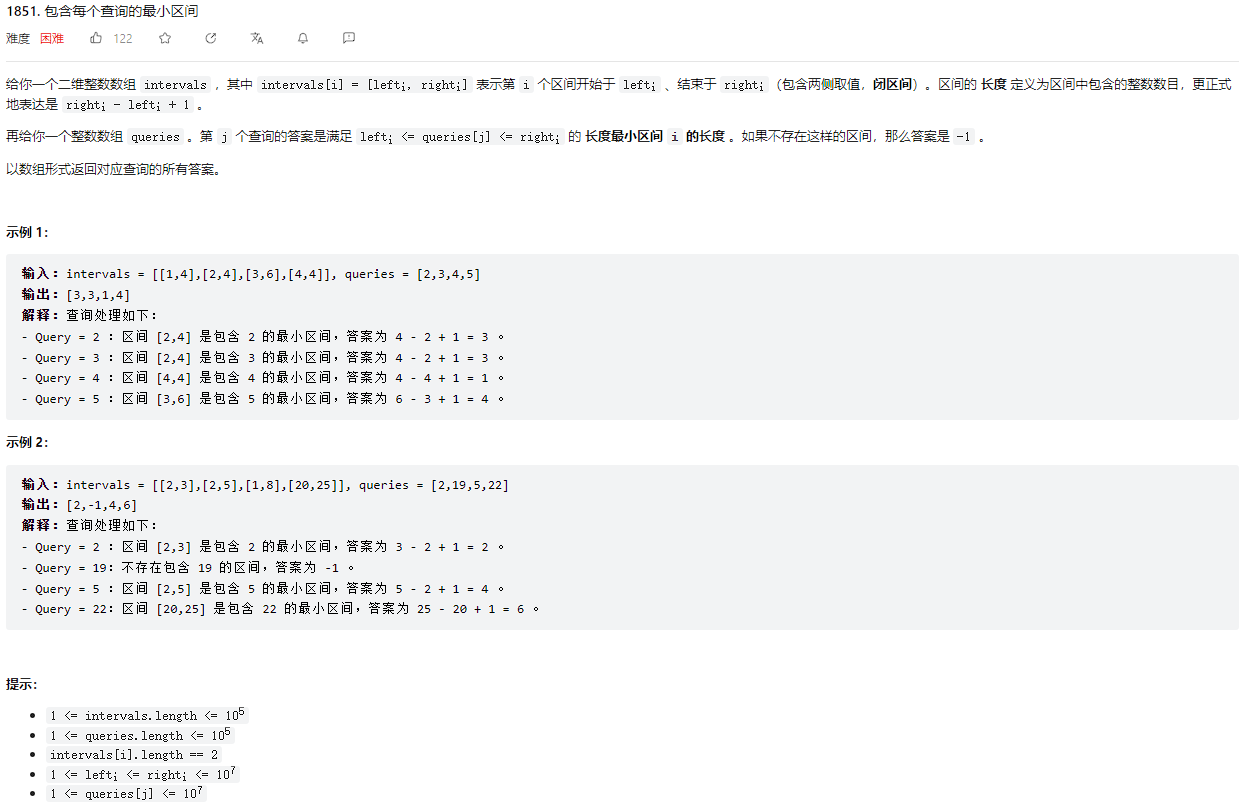 1851. 包含每个查询的最小区间
难度 困难 122
给你一个二维整数数组 intervals ，其中 intervals[i] = [leftᵢ, rightᵢ] 表示第 i 个区间开始于 leftᵢ 、结束于 rightᵢ（包含两侧取值，闭区间）。区间的 长度 定义为区间中包含的整数数目，更正式
地表达是 rightᵢ - leftᵢ + 1 。
再给你一个整数数组 queries 。第 j 个查询的答案是满足 leftᵢ <= queries[j] <= rightᵢ 的 长度最小区间 i 的长度 。如果不存在这样的区间，那么答案是 -1 。
以数组形式返回对应查询的所有答案。
示例 1：
输入：intervals = [[1,4],[2,4],[3,6],[4,4]], queries = [2,3,4,5]
输出：[3,3,1,4]
解释：查询处理如下：
- Query = 2 ：区间 [2,4] 是包含 2 的最小区间，答案为 4 - 2 + 1 = 3 。
- Query = 3 ：区间 [2,4] 是包含 3 的最小区间，答案为 4 - 2 + 1 = 3 。
- Query = 4 ：区间 [4,4] 是包含 4 的最小区间，答案为 4 - 4 + 1 = 1 。
- Query = 5 ：区间 [3,6] 是包含 5 的最小区间，答案为 6 - 3 + 1 = 4 。
示例 2：
输入：intervals = [[2,3],[2,5],[1,8],[20,25]], queries = [2,19,5,22]
输出：[2,-1,4,6]
解释：查询处理如下：
- Query = 2 ：区间 [2,3] 是包含 2 的最小区间，答案为 3 - 2 + 1 = 2 。
- Query = 19：不存在包含 19 的区间，答案为 -1 。
- Query = 5 ：区间 [2,5] 是包含 5 的最小区间，答案为 5 - 2 + 1 = 4 。
- Query = 22：区间 [20,25] 是包含 22 的最小区间，答案为 25 - 20 + 1 = 6 。
提示：
• 1 <= intervals.length <= 10⁵
• 1 <= queries.length <= 10⁵
• intervals[i].length == 2
• 1 <= leftᵢ <= rightᵢ <= 10⁷
• 1 <= queries[j] <= 10⁷